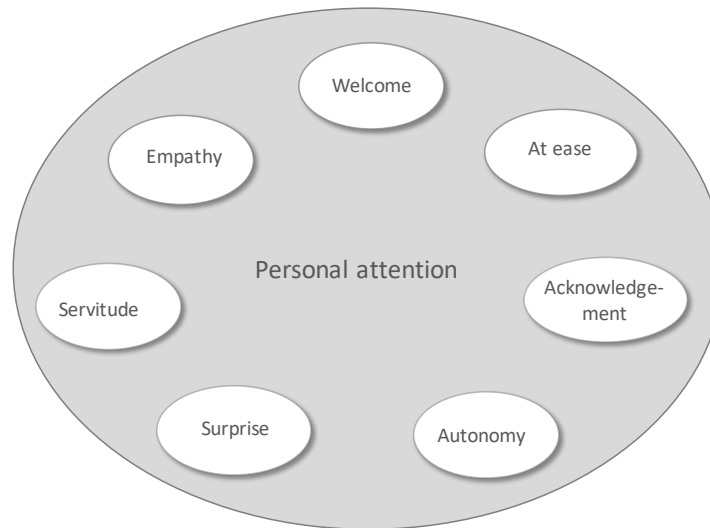 Welcome
At ease
Empathy
Personal attention
Acknowledge-
ment
Servitude
Surprise
Autonomy